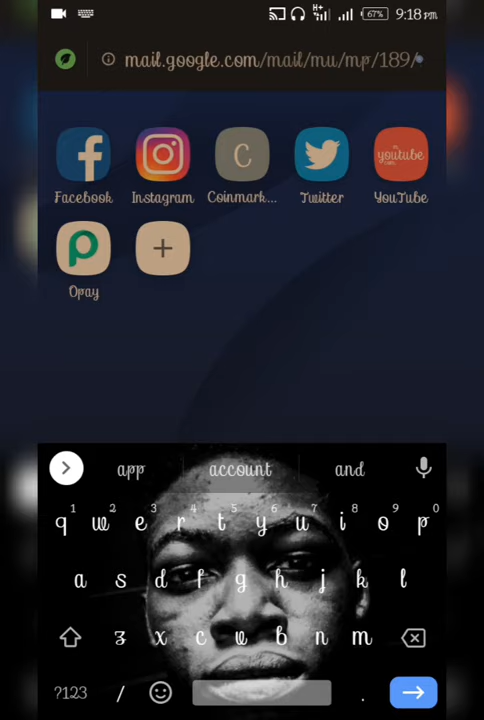 H+ 67% 9:18 pm
mail.google.com/mail/mu/mp/189/
f C youtube
Facebook Instagram Coinmark... Twitter YouTube
p +
Opay
app account and
1 2 3 4 5 6 7 8 9 0
q w e r t y u i o p
a s d f g h j k l
z x c v b n m
?123 / .